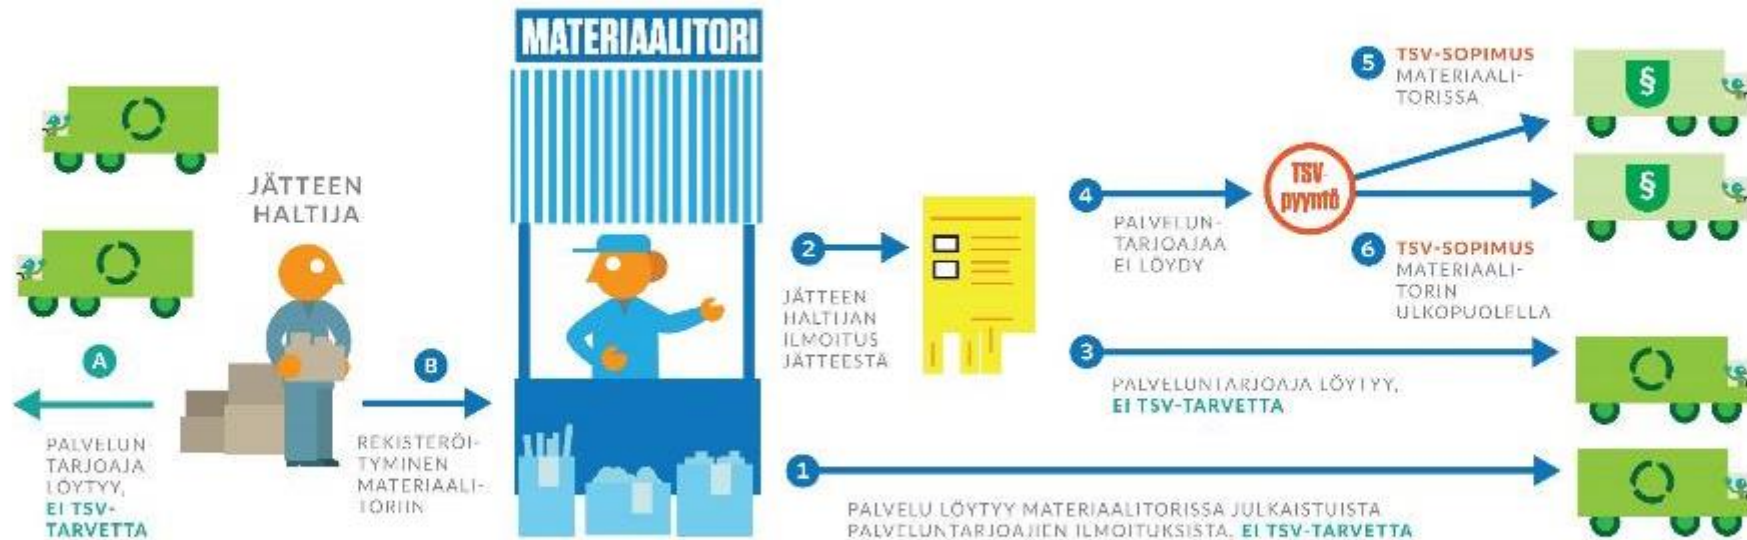 MATERIAALITORI
JÄTTEEN
HALTIJA
A
PALVELUN
TARJOAJA
LÖYTYY,
EI TSV-
TARVETTA
B
REKISTERÖI-
TYMINEN
MATERIAALI-
TORIIN
2
JÄTTEEN
HALTIJAN
ILMOITUS
JÄTTEESTÄ
4
PALVELUN-
TARJOAJAA
EI LÖYDY
TSV-
pyyntö
5
TSV-SOPIMUS
MATERIAALI-
TORISSA
§
§
6
TSV-SOPIMUS
MATERIAALI-
TORIN
ULKOPUOLELLA
3
PALVELUNTARJOAJA LÖYTYY,
EI TSV-TARVETTA
1
PALVELU LÖYTYY MATERIAALITORISSA JULKAISTUISTA
PALVELUNTARJOAJIEN ILMOITUKSISTA, EI TSV-TARVETTA